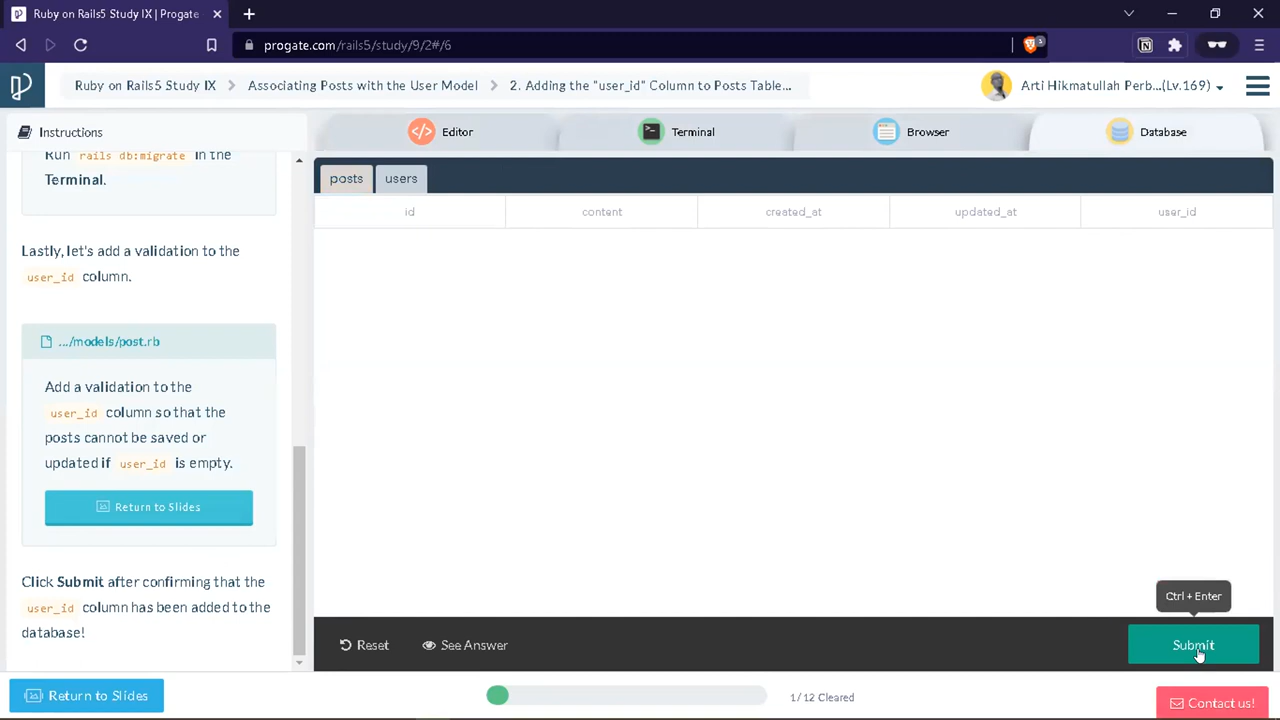 Ruby on Rails5 Study IX | Progate
progate.com/rails5/study/9/2#/6
3
Ruby on Rails5 Study IX
Associating Posts with the User Model
2. Adding the "user_id" Column to Posts Table...
Arti Hikmatullah Perb...(Lv.169)
Instructions
Editor
Terminal
Browser
Database
Run rails db:migrate in the
Terminal.
Lastly, let's add a validation to the
user_id column.
.../models/post.rb
Add a validation to the
user_id column so that the
posts cannot be saved or
updated if user_id is empty.
Return to Slides
Click Submit after confirming that the
user_id column has been added to the
database!
posts
users
id
content
created_at
updated_at
user_id
Ctrl + Enter
Reset
See Answer
Submit
Return to Slides
1/12 Cleared
Contact us!